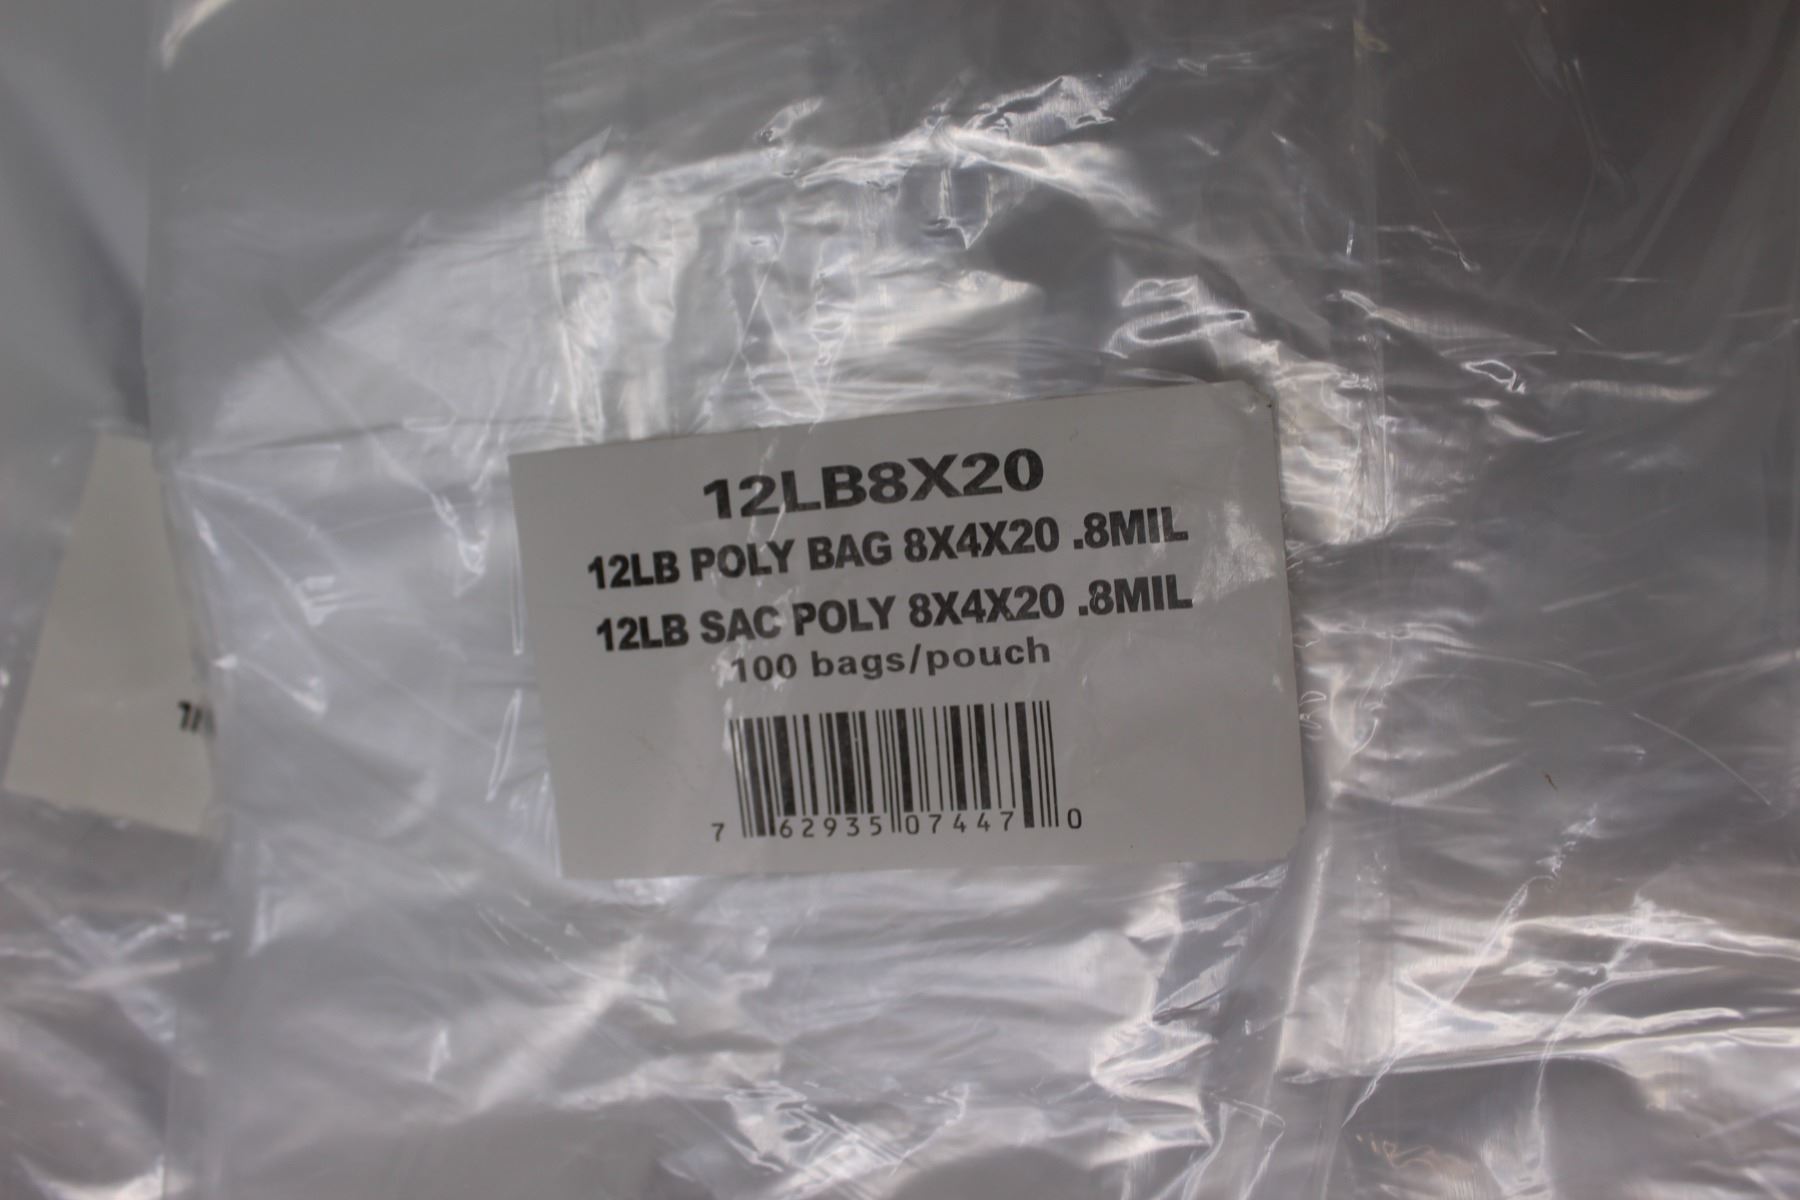 12LB8X20
12LB POLY BAG 8X4X20 .8MIL
12LB SAC POLY 8X4X20 .8MIL
100 bags/pouch
7 62935 07447 0